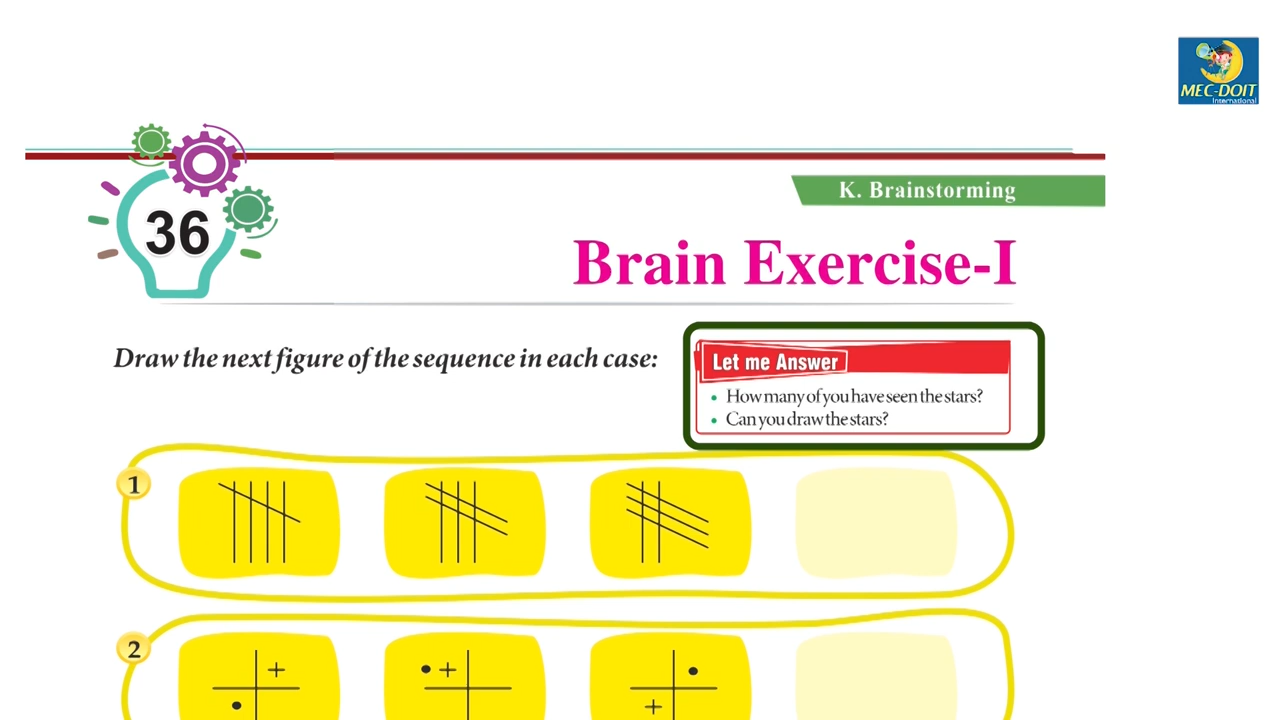 MEC-DOIT
International
36
K. Brainstorming
Brain Exercise-I
Draw the next figure of the sequence in each case:
Let me Answer
• How many of you have seen the stars?
• Can you draw the stars?
1
2